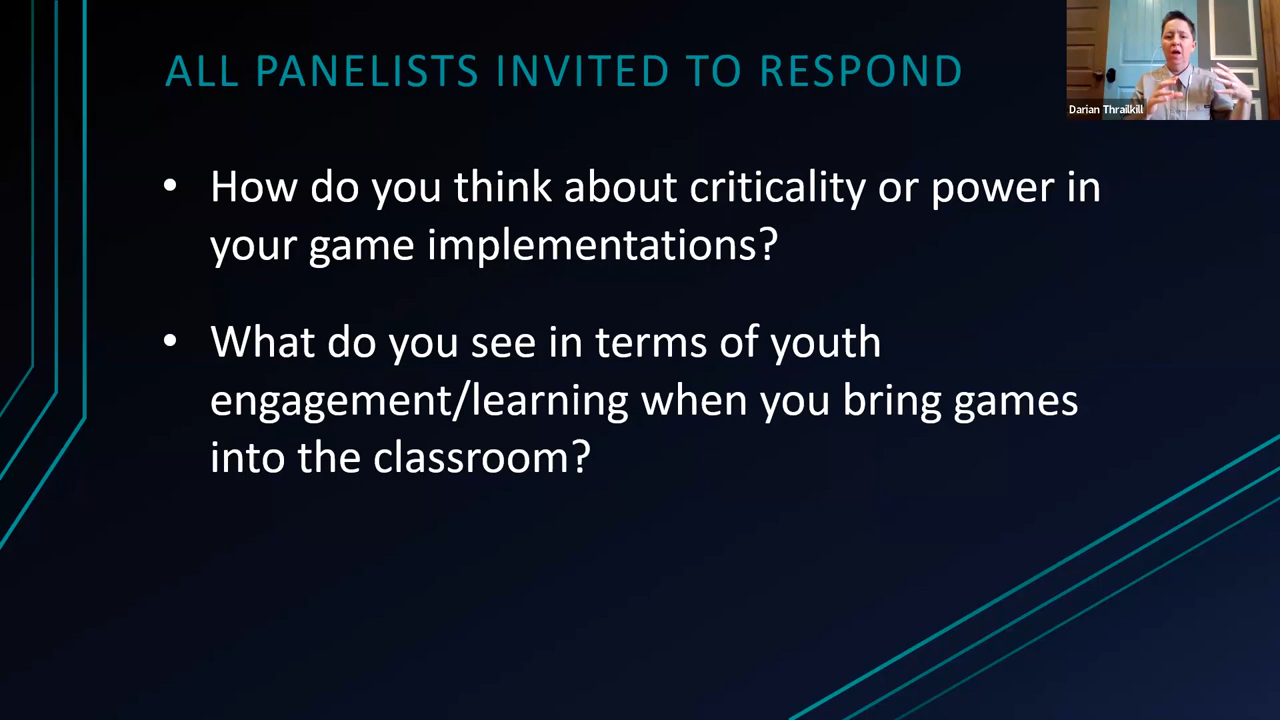 ALL PANELISTS INVITED TO RESPOND
Darian Thrailkill
• How do you think about criticality or power in
your game implementations?
• What do you see in terms of youth
engagement/learning when you bring games
into the classroom?